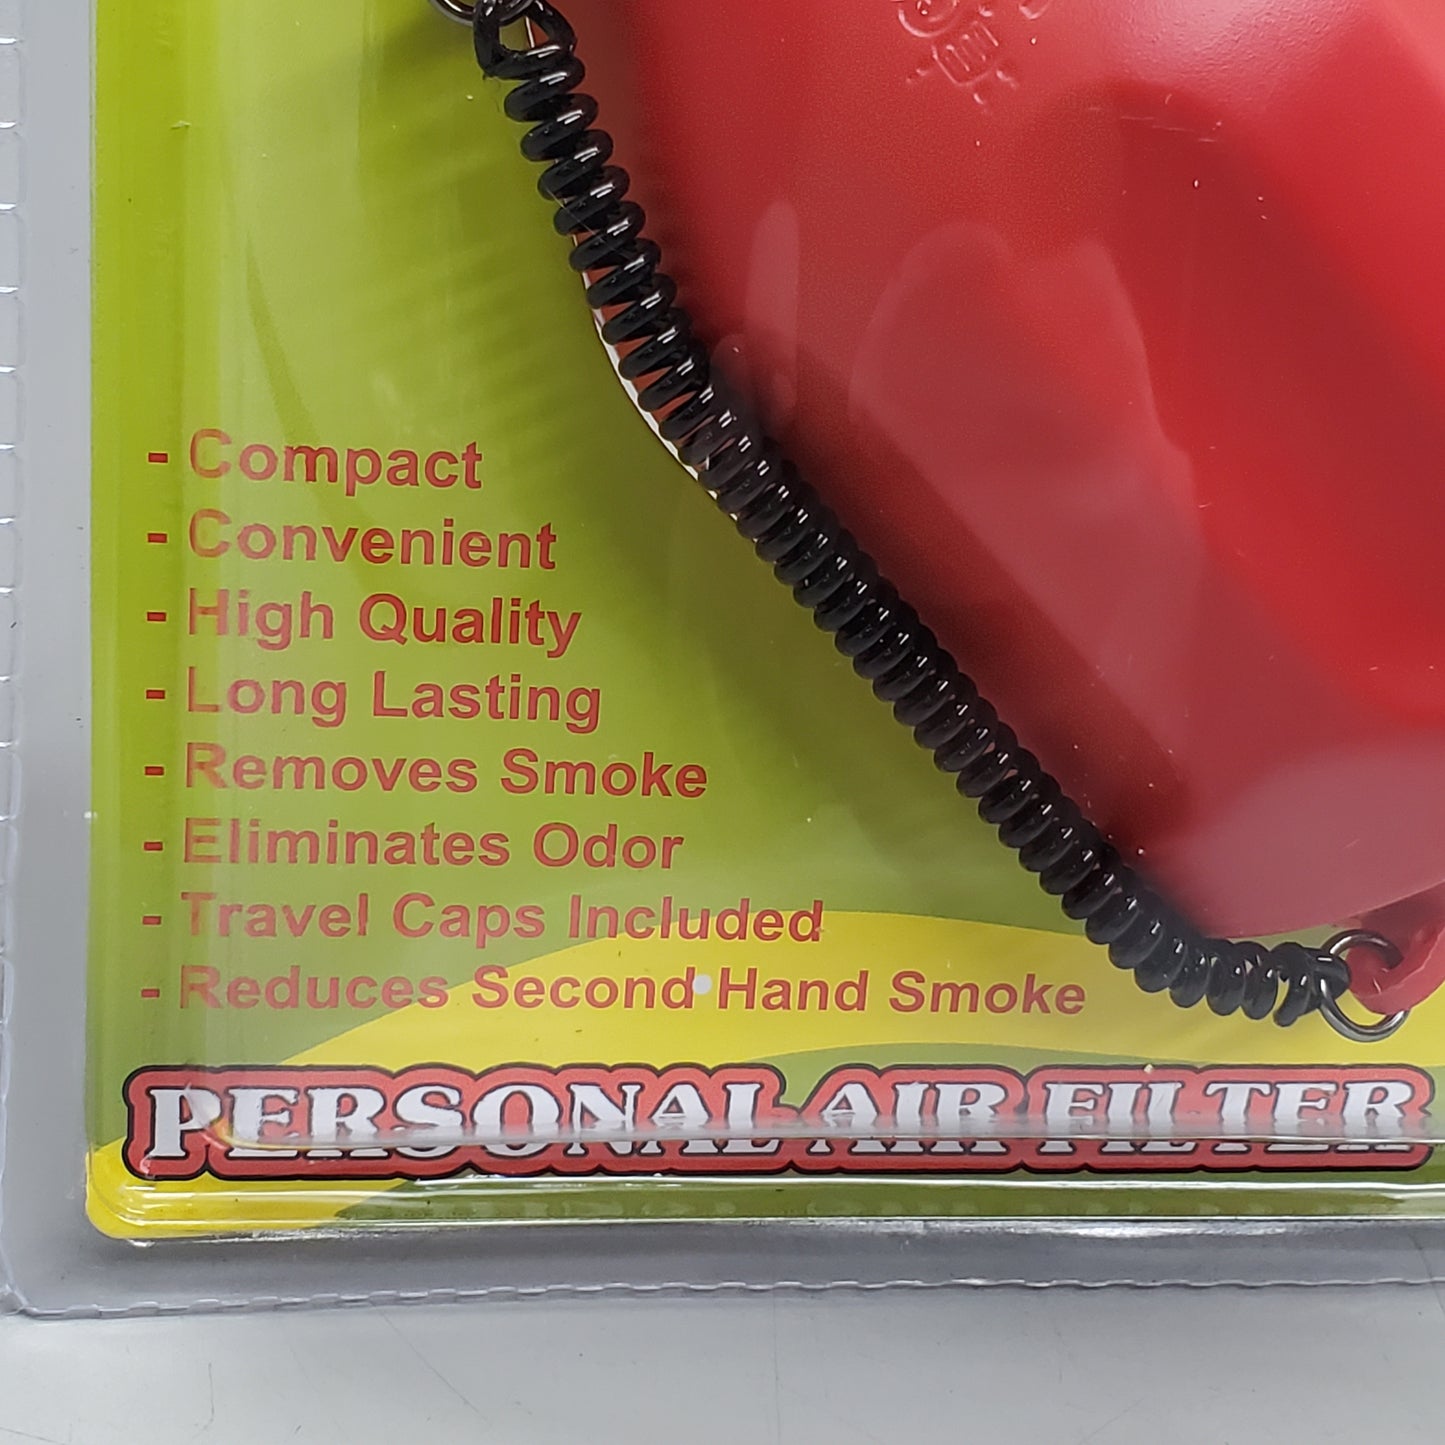 - Compact
- Convenient
- High Quality
- Long Lasting
- Removes Smoke
- Eliminates Odor
- Travel Caps Included
- Reduces Second Hand Smoke
PERSONAL AIR FILTER